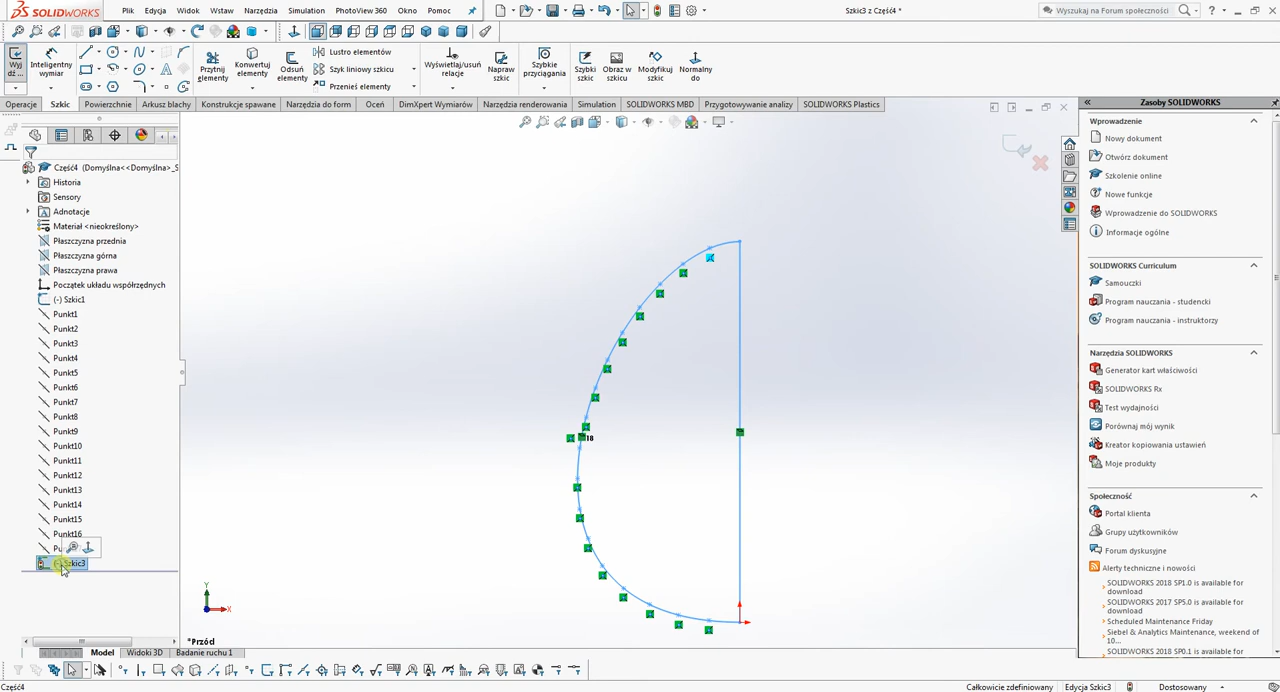 SOLIDWORKS Plik Edycja Widok Wstaw Narzędzia Simulation PhotoView 360 Okno Pomoc Szkic3 z Część4 * Wyszukaj na Forum społeczności
Wyj dź ... Inteligentny wymiar Przytnij elementy Konwertuj elementy Odsuń elementy Lustro elementów Szyk liniowy szkicu Przenieś elementy Wyświetlaj/usuń relacje Napraw szkic Szybkie przyciągania Szybki szkic Obraz w szkicu Modyfikuj szkic Normalny do
Operacje Szkic Powierzchnie Arkusz blachy Konstrukcje spawane Narzędzia do form Oceń DimXpert Wymiarów Narzędzia renderowania Simulation SOLIDWORKS MBD Przygotowywanie analizy SOLIDWORKS Plastics
Część4 (Domyślna<<Domyślna>_S
Historia
Sensory
Adnotacje
Materiał <nieokreślony>
Płaszczyzna przednia
Płaszczyzna górna
Płaszczyzna prawa
Początek układu współrzędnych
(-) Szkic1
Punkt1
Punkt2
Punkt3
Punkt4
Punkt5
Punkt6
Punkt7
Punkt8
Punkt9
Punkt10
Punkt11
Punkt12
Punkt13
Punkt14
Punkt15
Punkt16
Pu
Szkic3
18
Y
X
*Przód
Model Widoki 3D Badanie ruchu 1
Część4 Całkowicie zdefiniowany Edycja Szkic3 Dostosowany
Zasoby SOLIDWORKS
Wprowadzenie
Nowy dokument
Otwórz dokument
Szkolenie online
Nowe funkcje
Wprowadzenie do SOLIDWORKS
Informacje ogólne
SOLIDWORKS Curriculum
Samouczki
Program nauczania - studencki
Program nauczania - instruktorzy
Narzędzia SOLIDWORKS
Generator kart właściwości
SOLIDWORKS Rx
Test wydajności
Porównaj mój wynik
Kreator kopiowania ustawień
Moje produkty
Społeczność
Portal klienta
Grupy użytkowników
Forum dyskusyjne
Alerty techniczne i nowości
SOLIDWORKS 2018 SP1.0 is available for download
SOLIDWORKS 2017 SP5.0 is available for download
Scheduled Maintenance Friday
Siebel & Analytics Maintenance, weekend of 10...
SOLIDWORKS 2018 SP0.1 is available for